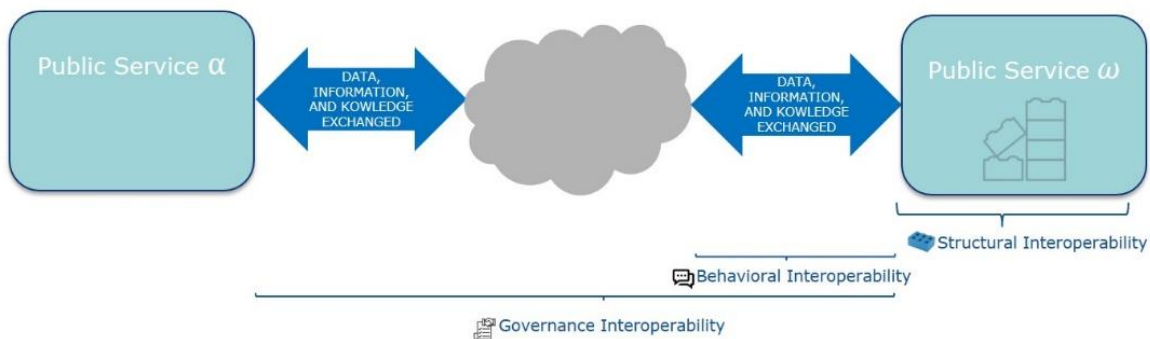 Public Service α
DATA,
INFORMATION,
AND KOWLEDGE
EXCHANGED
DATA,
INFORMATION,
AND KOWLEDGE
EXCHANGED
Public Service ω
Structural Interoperability
Behavioral Interoperability
Governance Interoperability